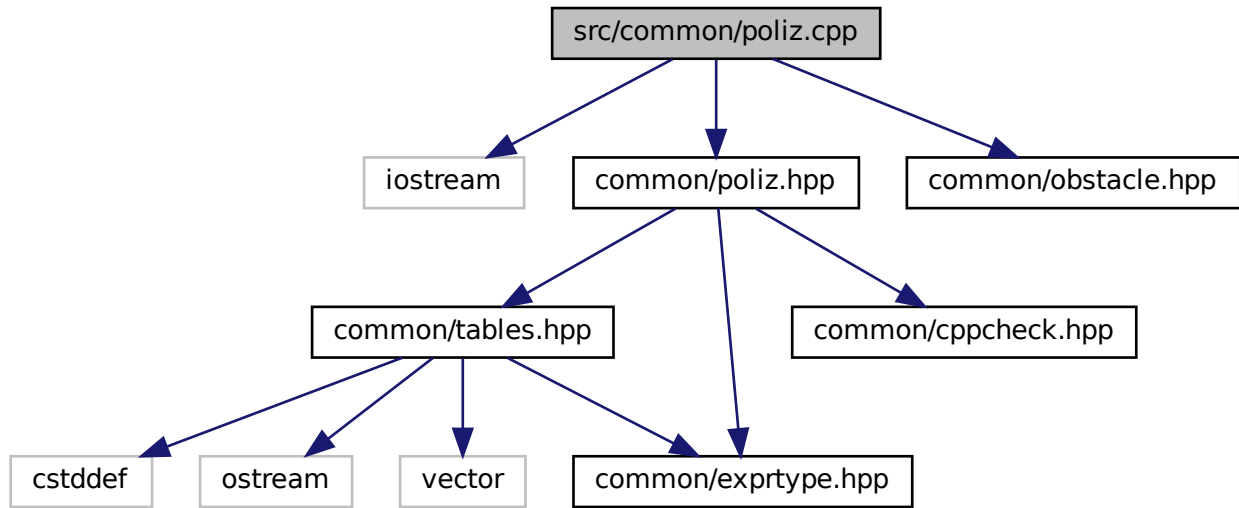 src/common/poliz.cpp
iostream
common/poliz.hpp
common/obstacle.hpp
common/tables.hpp
common/cppcheck.hpp
cstddef
ostream
vector
common/exprtype.hpp